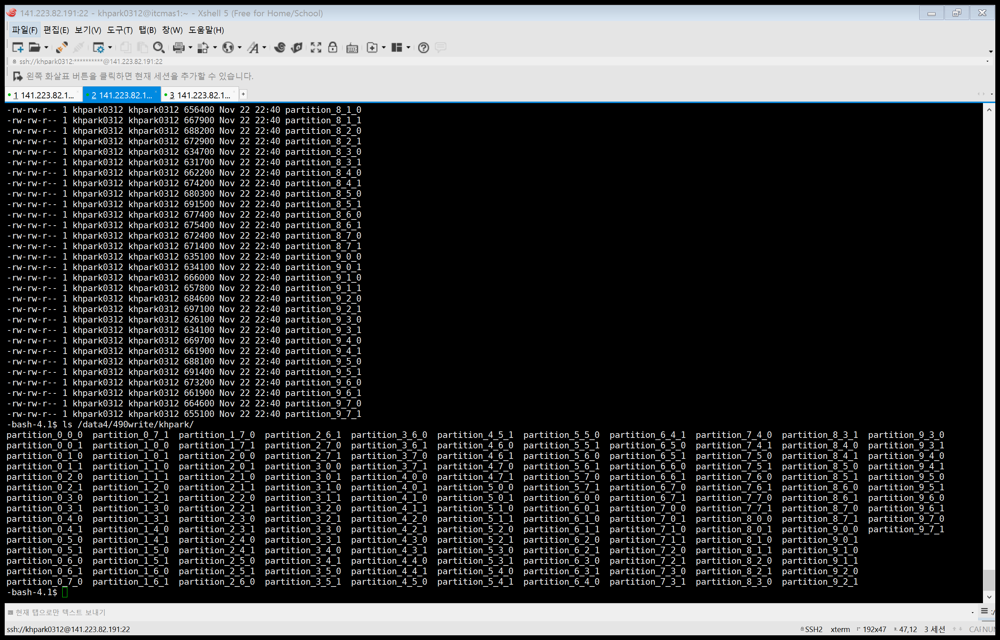 141.223.82.191:22 - khpark0312@itcmas1:~ - Xshell 5 (Free for Home/School)
파일(F) 편집(E) 보기(V) 도구(T) 탭(B) 창(W) 도움말(H)
ssh://khpark0312:**********@141.223.82.191:22
왼쪽 화살표 버튼을 클릭하면 현재 세션을 추가할 수 있습니다.
1 141.223.82.1... 2 141.223.82.1... 3 141.223.82.1... +
-rw-rw-r-- 1 khpark0312 khpark0312 656400 Nov 22 22:40 partition_8_1_0
-rw-rw-r-- 1 khpark0312 khpark0312 667900 Nov 22 22:40 partition_8_1_1
-rw-rw-r-- 1 khpark0312 khpark0312 688200 Nov 22 22:40 partition_8_2_0
-rw-rw-r-- 1 khpark0312 khpark0312 672900 Nov 22 22:40 partition_8_2_1
-rw-rw-r-- 1 khpark0312 khpark0312 634700 Nov 22 22:40 partition_8_3_0
-rw-rw-r-- 1 khpark0312 khpark0312 631700 Nov 22 22:40 partition_8_3_1
-rw-rw-r-- 1 khpark0312 khpark0312 662200 Nov 22 22:40 partition_8_4_0
-rw-rw-r-- 1 khpark0312 khpark0312 674200 Nov 22 22:40 partition_8_4_1
-rw-rw-r-- 1 khpark0312 khpark0312 680300 Nov 22 22:40 partition_8_5_0
-rw-rw-r-- 1 khpark0312 khpark0312 691500 Nov 22 22:40 partition_8_5_1
-rw-rw-r-- 1 khpark0312 khpark0312 677400 Nov 22 22:40 partition_8_6_0
-rw-rw-r-- 1 khpark0312 khpark0312 675400 Nov 22 22:40 partition_8_6_1
-rw-rw-r-- 1 khpark0312 khpark0312 672400 Nov 22 22:40 partition_8_7_0
-rw-rw-r-- 1 khpark0312 khpark0312 671400 Nov 22 22:40 partition_8_7_1
-rw-rw-r-- 1 khpark0312 khpark0312 635100 Nov 22 22:40 partition_9_0_0
-rw-rw-r-- 1 khpark0312 khpark0312 634100 Nov 22 22:40 partition_9_0_1
-rw-rw-r-- 1 khpark0312 khpark0312 666000 Nov 22 22:40 partition_9_1_0
-rw-rw-r-- 1 khpark0312 khpark0312 657800 Nov 22 22:40 partition_9_1_1
-rw-rw-r-- 1 khpark0312 khpark0312 684600 Nov 22 22:40 partition_9_2_0
-rw-rw-r-- 1 khpark0312 khpark0312 697100 Nov 22 22:40 partition_9_2_1
-rw-rw-r-- 1 khpark0312 khpark0312 626100 Nov 22 22:40 partition_9_3_0
-rw-rw-r-- 1 khpark0312 khpark0312 634100 Nov 22 22:40 partition_9_3_1
-rw-rw-r-- 1 khpark0312 khpark0312 669700 Nov 22 22:40 partition_9_4_0
-rw-rw-r-- 1 khpark0312 khpark0312 661900 Nov 22 22:40 partition_9_4_1
-rw-rw-r-- 1 khpark0312 khpark0312 688100 Nov 22 22:40 partition_9_5_0
-rw-rw-r-- 1 khpark0312 khpark0312 691400 Nov 22 22:40 partition_9_5_1
-rw-rw-r-- 1 khpark0312 khpark0312 673200 Nov 22 22:40 partition_9_6_0
-rw-rw-r-- 1 khpark0312 khpark0312 661900 Nov 22 22:40 partition_9_6_1
-rw-rw-r-- 1 khpark0312 khpark0312 664600 Nov 22 22:40 partition_9_7_0
-rw-rw-r-- 1 khpark0312 khpark0312 655100 Nov 22 22:40 partition_9_7_1
-bash-4.1$ ls /data4/490write/khpark/
partition_0_0_0 partition_0_7_1 partition_1_7_0 partition_2_6_1 partition_3_6_0 partition_4_5_1 partition_5_5_0 partition_6_4_1 partition_7_4_0 partition_8_3_1 partition_9_3_0
partition_0_0_1 partition_1_0_0 partition_1_7_1 partition_2_7_0 partition_3_6_1 partition_4_6_0 partition_5_5_1 partition_6_5_0 partition_7_4_1 partition_8_4_0 partition_9_3_1
partition_0_1_0 partition_1_0_1 partition_2_0_0 partition_2_7_1 partition_3_7_0 partition_4_6_1 partition_5_6_0 partition_6_5_1 partition_7_5_0 partition_8_4_1 partition_9_4_0
partition_0_1_1 partition_1_1_0 partition_2_0_1 partition_3_0_0 partition_3_7_1 partition_4_7_0 partition_5_6_1 partition_6_6_0 partition_7_5_1 partition_8_5_0 partition_9_4_1
partition_0_2_0 partition_1_1_1 partition_2_1_0 partition_3_0_1 partition_4_0_0 partition_4_7_1 partition_5_7_0 partition_6_6_1 partition_7_6_0 partition_8_5_1 partition_9_5_0
partition_0_2_1 partition_1_2_0 partition_2_1_1 partition_3_1_0 partition_4_0_1 partition_5_0_0 partition_5_7_1 partition_6_7_0 partition_7_6_1 partition_8_6_0 partition_9_5_1
partition_0_3_0 partition_1_2_1 partition_2_2_0 partition_3_1_1 partition_4_1_0 partition_5_0_1 partition_6_0_0 partition_6_7_1 partition_7_7_0 partition_8_6_1 partition_9_6_0
partition_0_3_1 partition_1_3_0 partition_2_2_1 partition_3_2_0 partition_4_1_1 partition_5_1_0 partition_6_0_1 partition_7_0_0 partition_7_7_1 partition_8_7_0 partition_9_6_1
partition_0_4_0 partition_1_3_1 partition_2_3_0 partition_3_2_1 partition_4_2_0 partition_5_1_1 partition_6_1_0 partition_7_0_1 partition_8_0_0 partition_8_7_1 partition_9_7_0
partition_0_4_1 partition_1_4_0 partition_2_3_1 partition_3_3_0 partition_4_2_1 partition_5_2_0 partition_6_1_1 partition_7_1_0 partition_8_0_1 partition_9_0_0 partition_9_7_1
partition_0_5_0 partition_1_4_1 partition_2_4_0 partition_3_3_1 partition_4_3_0 partition_5_2_1 partition_6_2_0 partition_7_1_1 partition_8_1_0 partition_9_0_1
partition_0_5_1 partition_1_5_0 partition_2_4_1 partition_3_4_0 partition_4_3_1 partition_5_3_0 partition_6_2_1 partition_7_2_0 partition_8_1_1 partition_9_1_0
partition_0_6_0 partition_1_5_1 partition_2_5_0 partition_3_4_1 partition_4_4_0 partition_5_3_1 partition_6_3_0 partition_7_2_1 partition_8_2_0 partition_9_1_1
partition_0_6_1 partition_1_6_0 partition_2_5_1 partition_3_5_0 partition_4_4_1 partition_5_4_0 partition_6_3_1 partition_7_3_0 partition_8_2_1 partition_9_2_0
partition_0_7_0 partition_1_6_1 partition_2_6_0 partition_3_5_1 partition_4_5_0 partition_5_4_1 partition_6_4_0 partition_7_3_1 partition_8_3_0 partition_9_2_1
-bash-4.1$
현재 탭으로만 텍스트 보내기
ssh://khpark0312@141.223.82.191:22 SSH2 xterm 192x47 47,12 3 세션